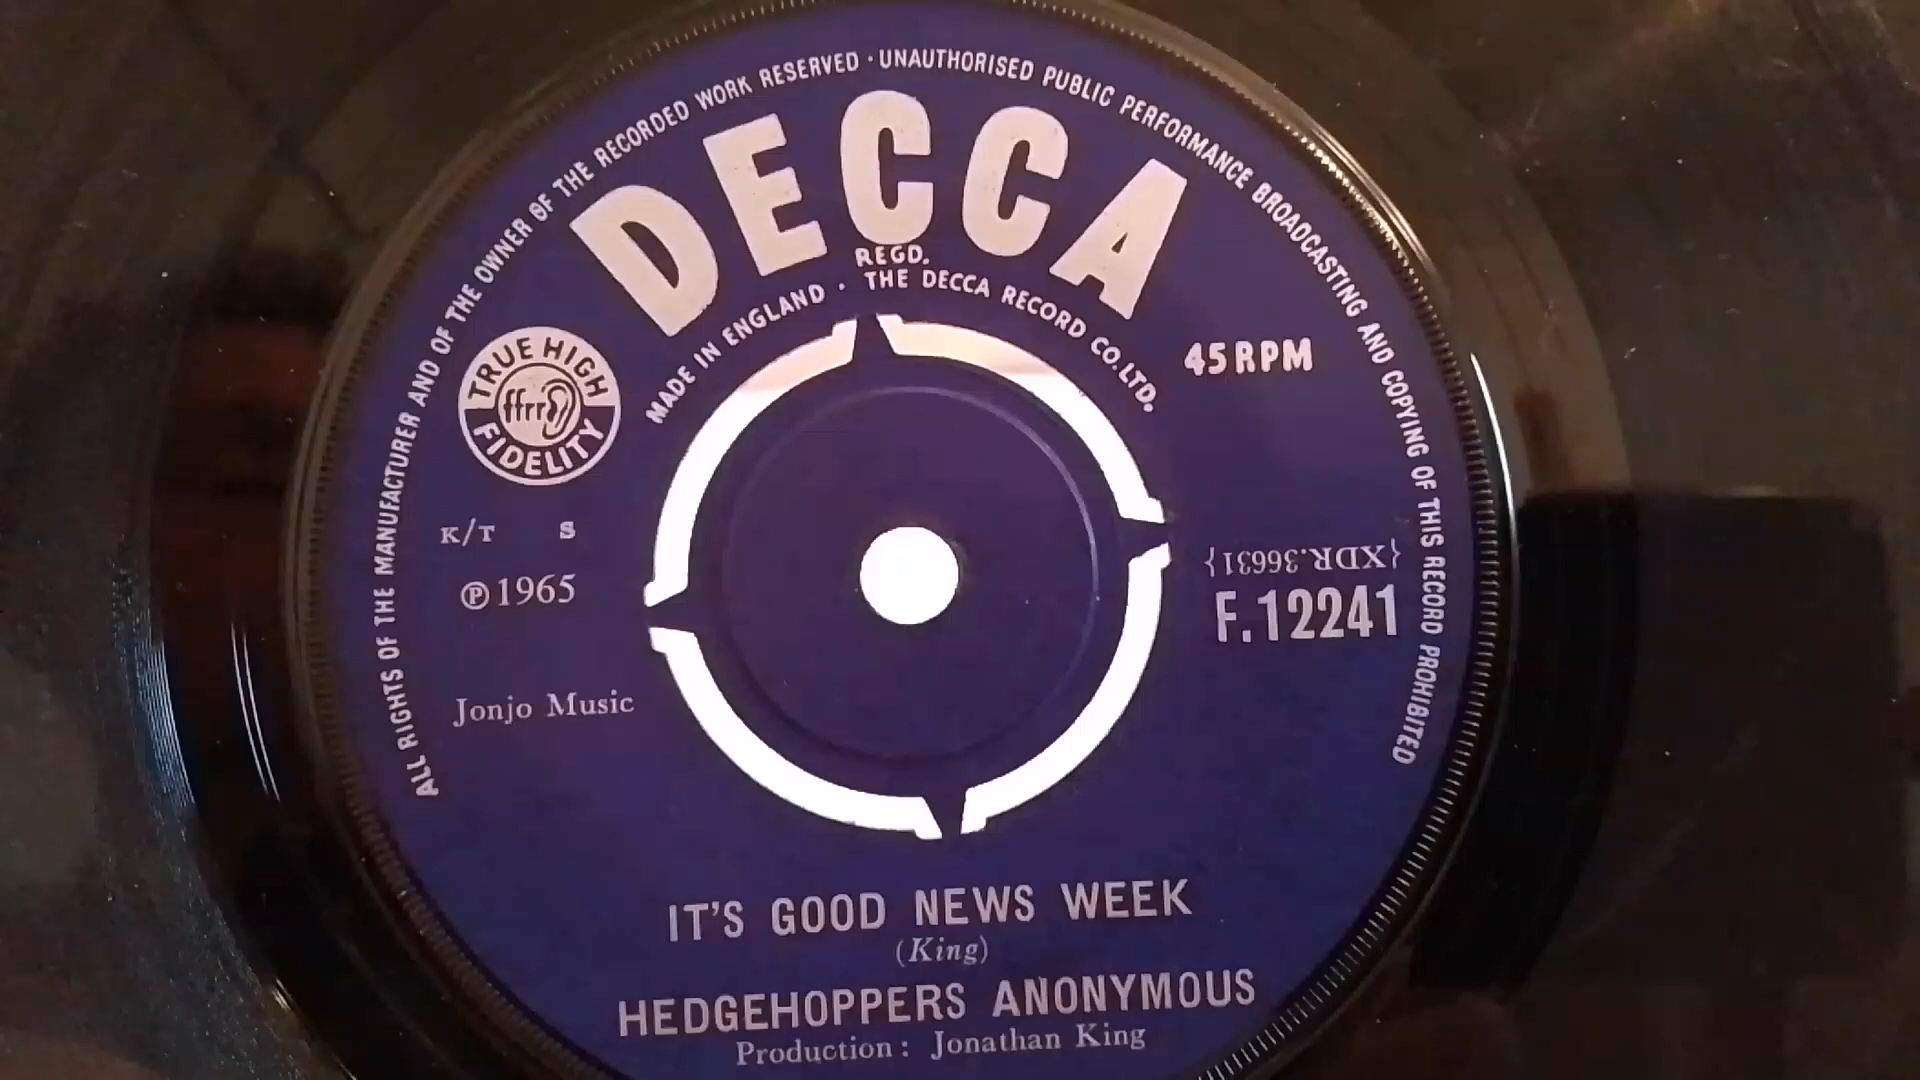 ALL RIGHTS OF THE MANUFACTURER AND OF THE OWNER OF THE RECORDED WORK RESERVED · UNAUTHORISED PUBLIC PERFORMANCE BROADCASTING AND COPYING OF THIS RECORD PROHIBITED
DECCA
REGD.
MADE IN ENGLAND · THE DECCA RECORD CO.LTD.
TRUE HIGH
ffrr
FIDELITY
45 RPM
K/T S
℗1965
{XDR.36631}
F.12241
Jonjo Music
IT'S GOOD NEWS WEEK
(King)
HEDGEHOPPERS ANONYMOUS
Production: Jonathan King